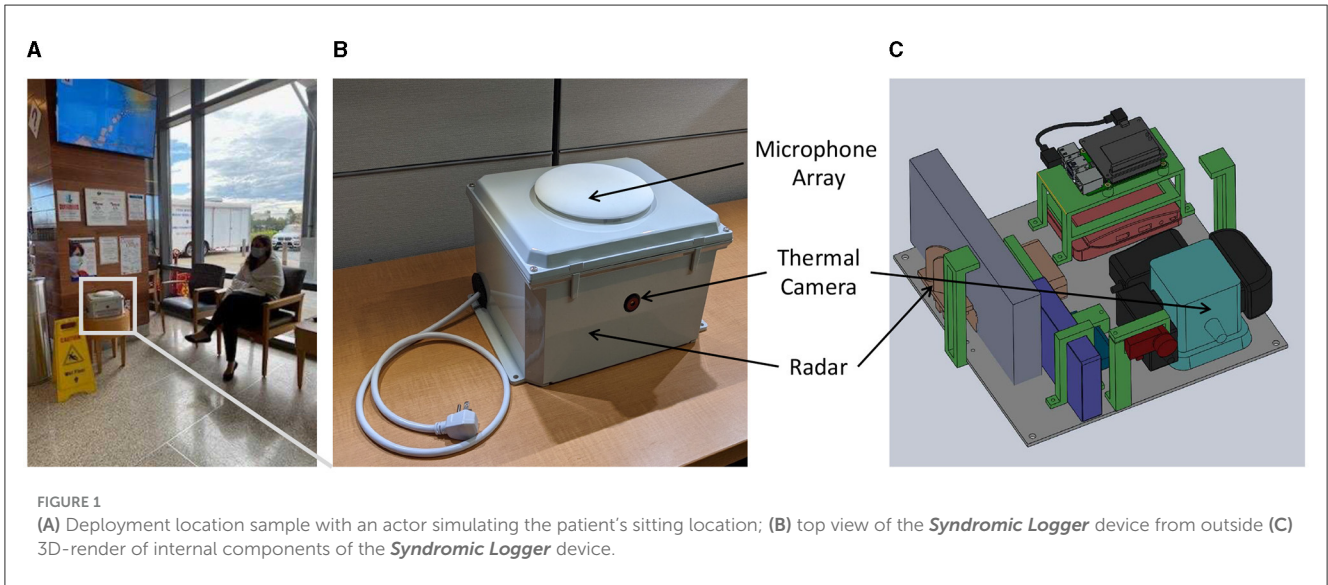 A
B
C
Microphone
Array
Thermal
Camera
Radar
CAUTION
FIGURE 1
(A) Deployment location sample with an actor simulating the patient's sitting location; (B) top view of the Syndromic Logger device from outside (C)
3D-render of internal components of the Syndromic Logger device.